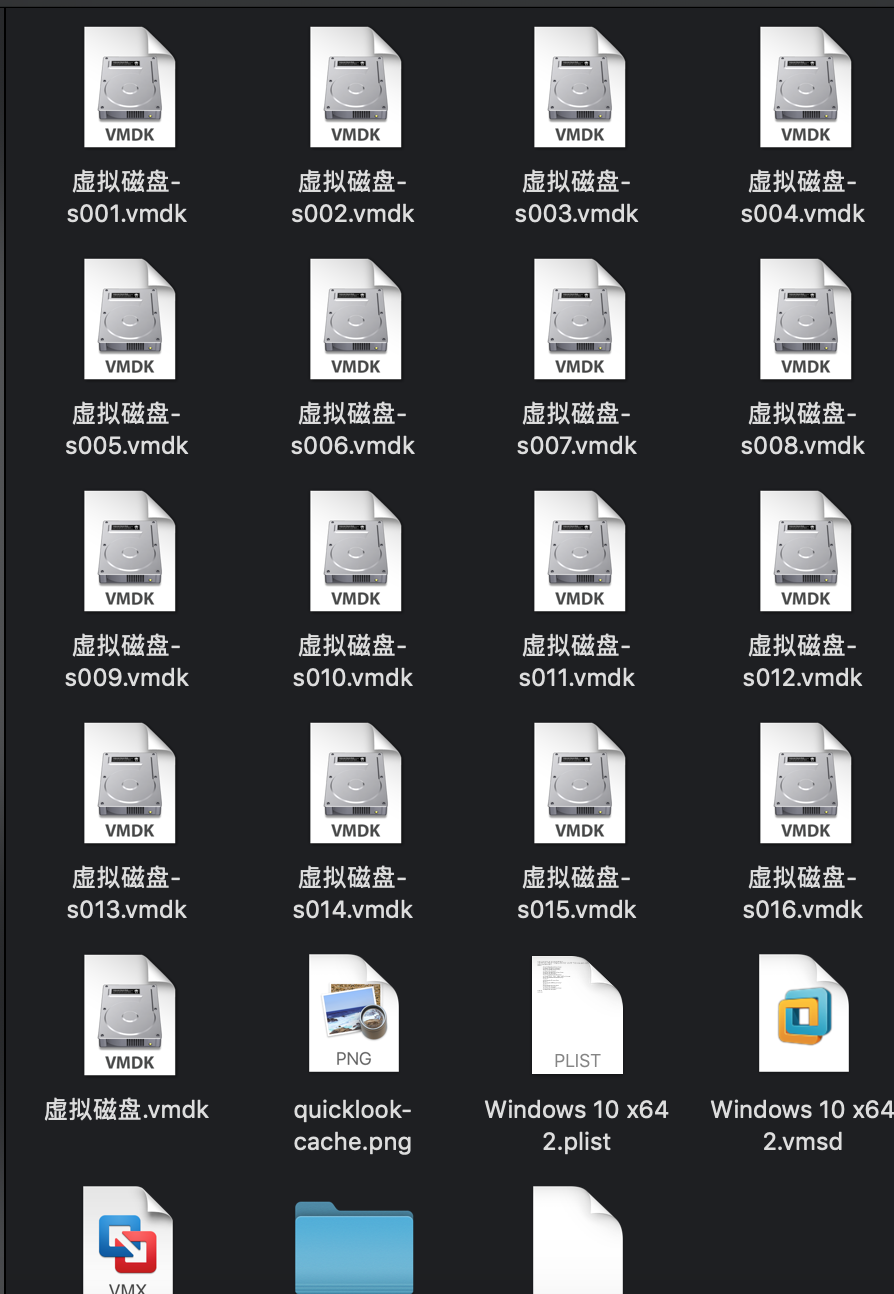 VMDK VMDK VMDK VMDK
虚拟磁盘- 虚拟磁盘- 虚拟磁盘- 虚拟磁盘-
s001.vmdk s002.vmdk s003.vmdk s004.vmdk
VMDK VMDK VMDK VMDK
虚拟磁盘- 虚拟磁盘- 虚拟磁盘- 虚拟磁盘-
s005.vmdk s006.vmdk s007.vmdk s008.vmdk
VMDK VMDK VMDK VMDK
虚拟磁盘- 虚拟磁盘- 虚拟磁盘- 虚拟磁盘-
s009.vmdk s010.vmdk s011.vmdk s012.vmdk
VMDK VMDK VMDK VMDK
虚拟磁盘- 虚拟磁盘- 虚拟磁盘- 虚拟磁盘-
s013.vmdk s014.vmdk s015.vmdk s016.vmdk
VMDK PNG PLIST
虚拟磁盘.vmdk quicklook- Windows 10 x64 Windows 10 x64
cache.png 2.plist 2.vmsd
VMX